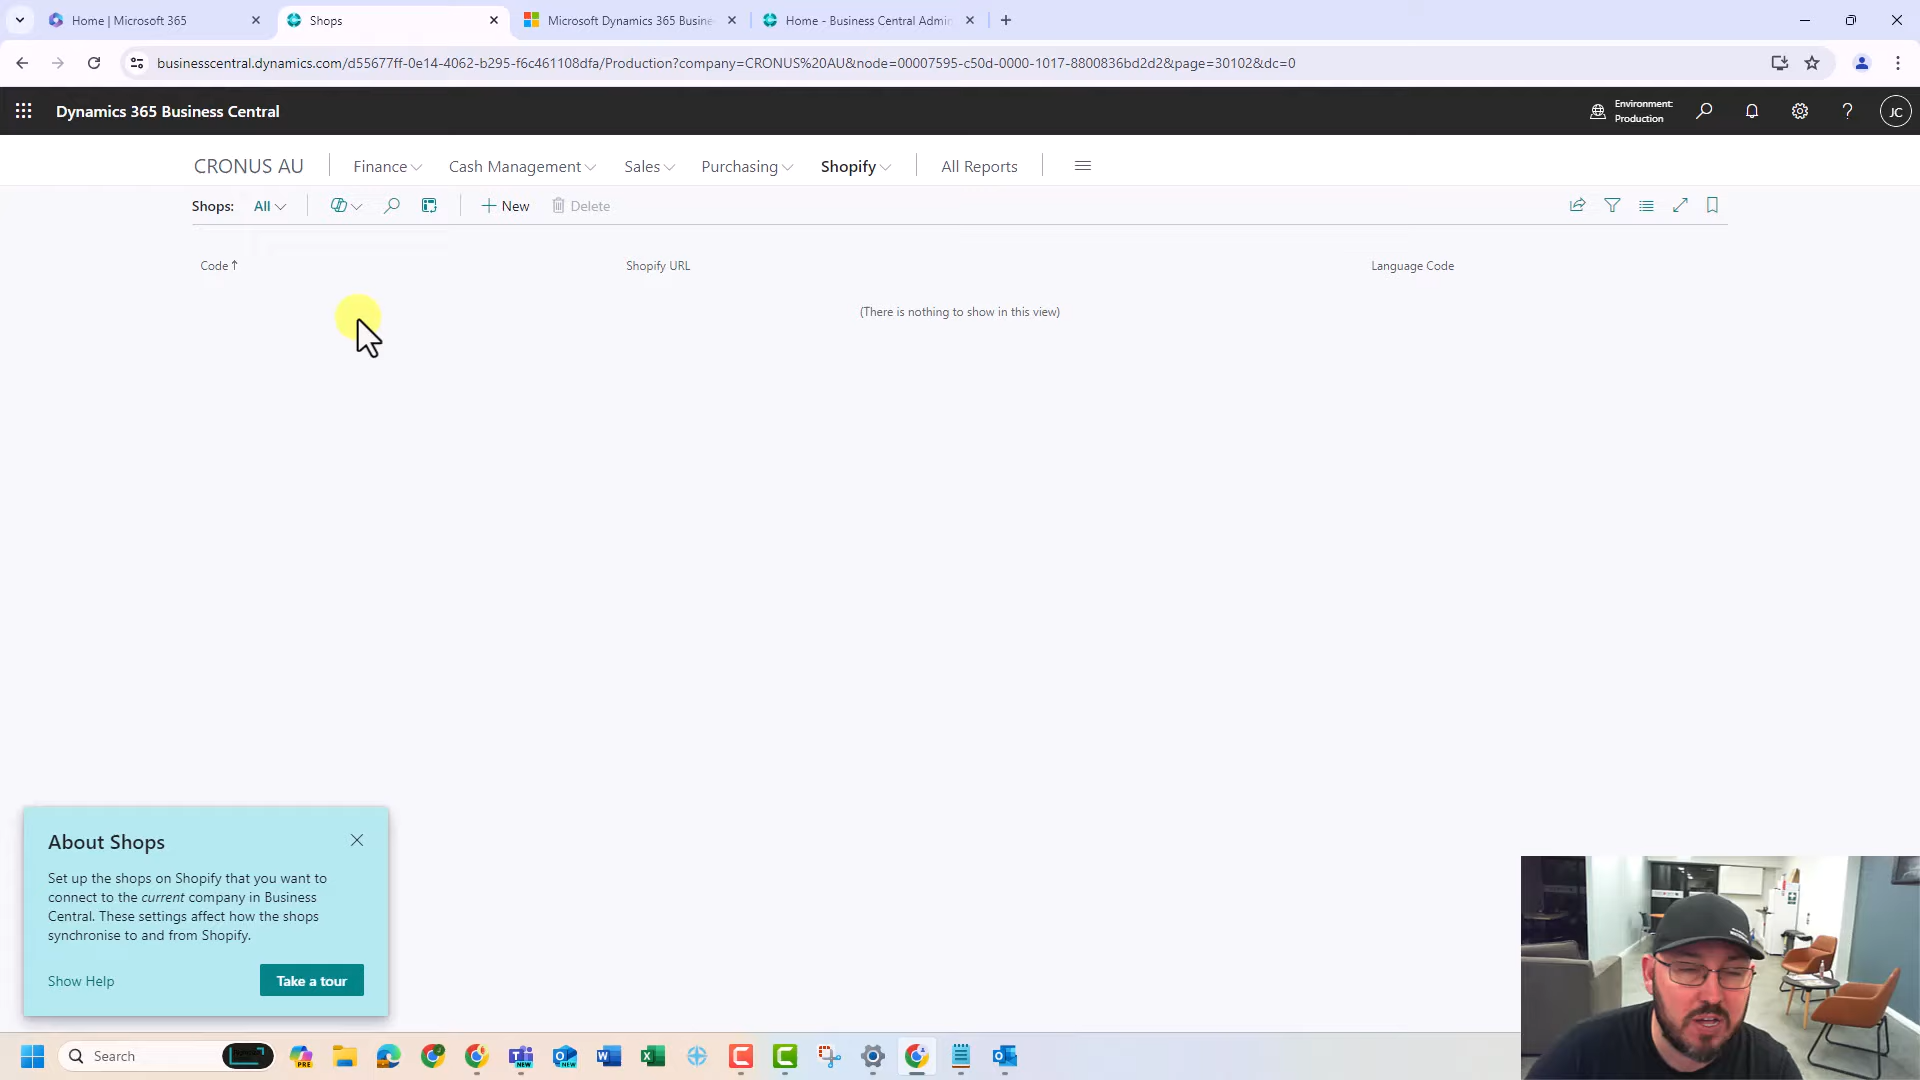 Home | Microsoft 365
Shops
Microsoft Dynamics 365 Busine
Home - Business Central Admin
businesscentral.dynamics.com/d55677ff-0e14-4062-b295-f6c461108dfa/Production?company=CRONUS%20AU&node=00007595-c50d-0000-1017-8800836bd2d2&page=30102&dc=0
Dynamics 365 Business Central
Environment:
Production
JC
CRONUS AU
Finance
Cash Management
Sales
Purchasing
Shopify
All Reports
Shops:
All
New
Delete
Code
Shopify URL
Language Code
(There is nothing to show in this view)
About Shops
Set up the shops on Shopify that you want to
connect to the current company in Business
Central. These settings affect how the shops
synchronise to and from Shopify.
Show Help
Take a tour
Search
PRE
NEW
NEW